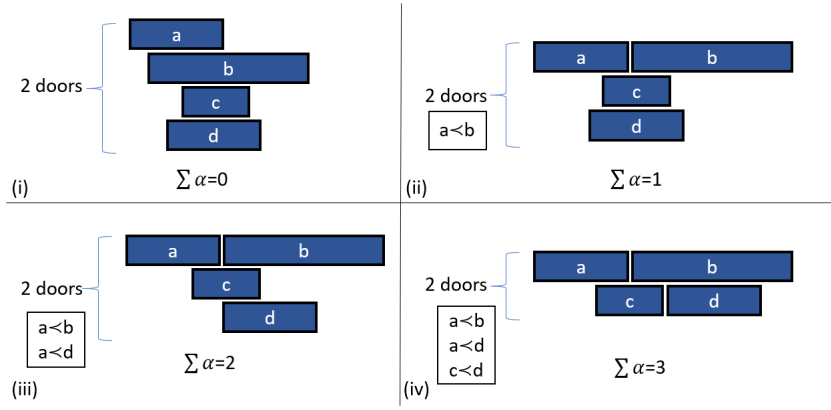 a
b
2 doors
c
d
∑ α=0
(i)
a
b
2 doors
c
a≺b
d
∑ α=1
(ii)
a
b
2 doors
c
a≺b
a≺d
d
∑ α=2
(iii)
a
b
2 doors
c
d
a≺b
a≺d
c≺d
∑ α=3
(iv)